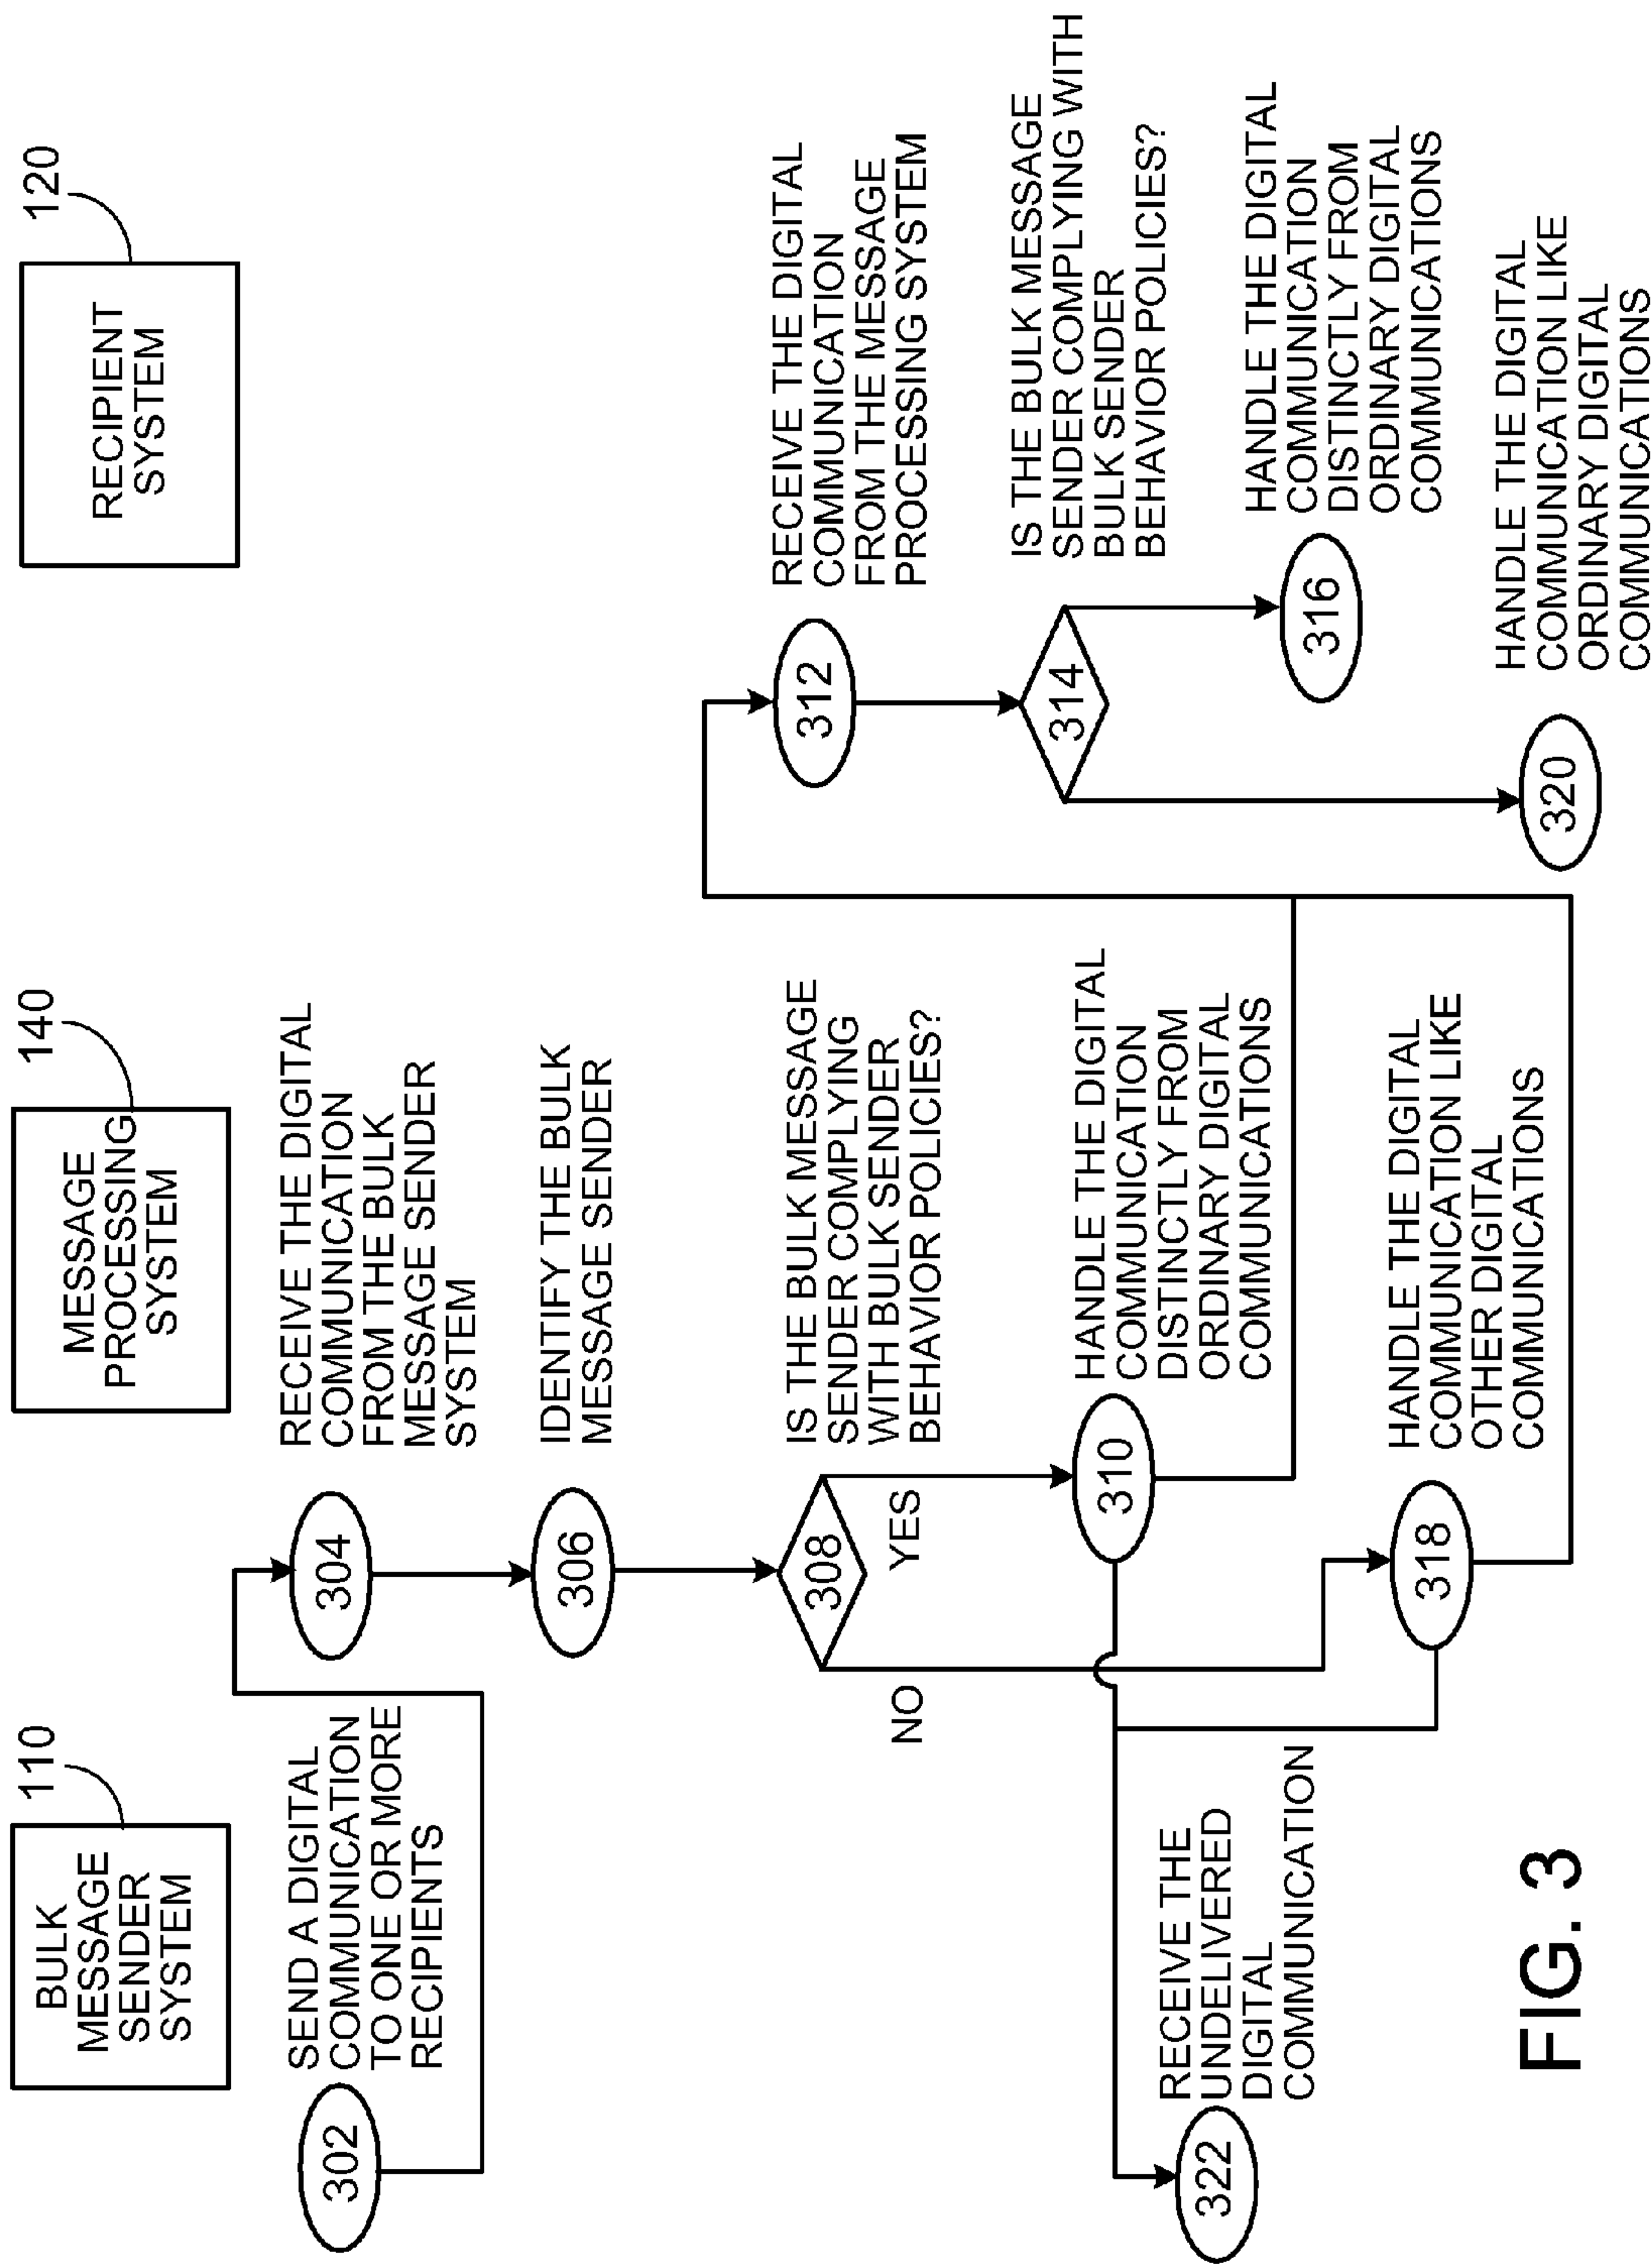 BULK
MESSAGE
SENDER
SYSTEM
110
MESSAGE
PROCESSING
SYSTEM
140
RECIPIENT
SYSTEM
120
302
SEND A DIGITAL
COMMUNICATION
TO ONE OR MORE
RECIPIENTS
304
RECEIVE THE DIGITAL
COMMUNICATION
FROM THE BULK
MESSAGE SENDER
SYSTEM
306
IDENTIFY THE BULK
MESSAGE SENDER
308
IS THE BULK MESSAGE
SENDER COMPLYING
WITH BULK SENDER
BEHAVIOR POLICIES?
NO
YES
310
HANDLE THE DIGITAL
COMMUNICATION
DISTINCTLY FROM
ORDINARY DIGITAL
COMMUNICATIONS
312
RECEIVE THE DIGITAL
COMMUNICATION
FROM THE MESSAGE
PROCESSING SYSTEM
314
IS THE BULK MESSAGE
SENDER COMPLYING WITH
BULK SENDER
BEHAVIOR POLICIES?
316
HANDLE THE DIGITAL
COMMUNICATION
DISTINCTLY FROM
ORDINARY DIGITAL
COMMUNICATIONS
318
HANDLE THE DIGITAL
COMMUNICATION LIKE
OTHER DIGITAL
COMMUNICATIONS
320
HANDLE THE DIGITAL
COMMUNICATION LIKE
ORDINARY DIGITAL
COMMUNICATIONS
322
RECEIVE THE
UNDELIVERED
DIGITAL
COMMUNICATION
FIG. 3